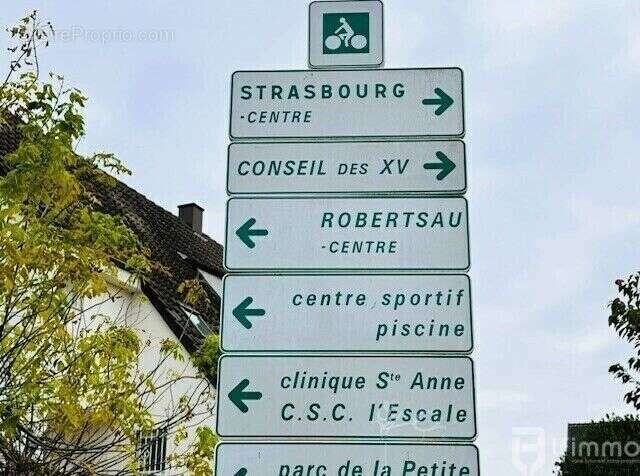 STRASBOURG
-CENTRE
CONSEIL DES XV
ROBERTSAU
-CENTRE
centre sportif
piscine
clinique Ste Anne
C.S.C. l'Escale
parc de la Petite